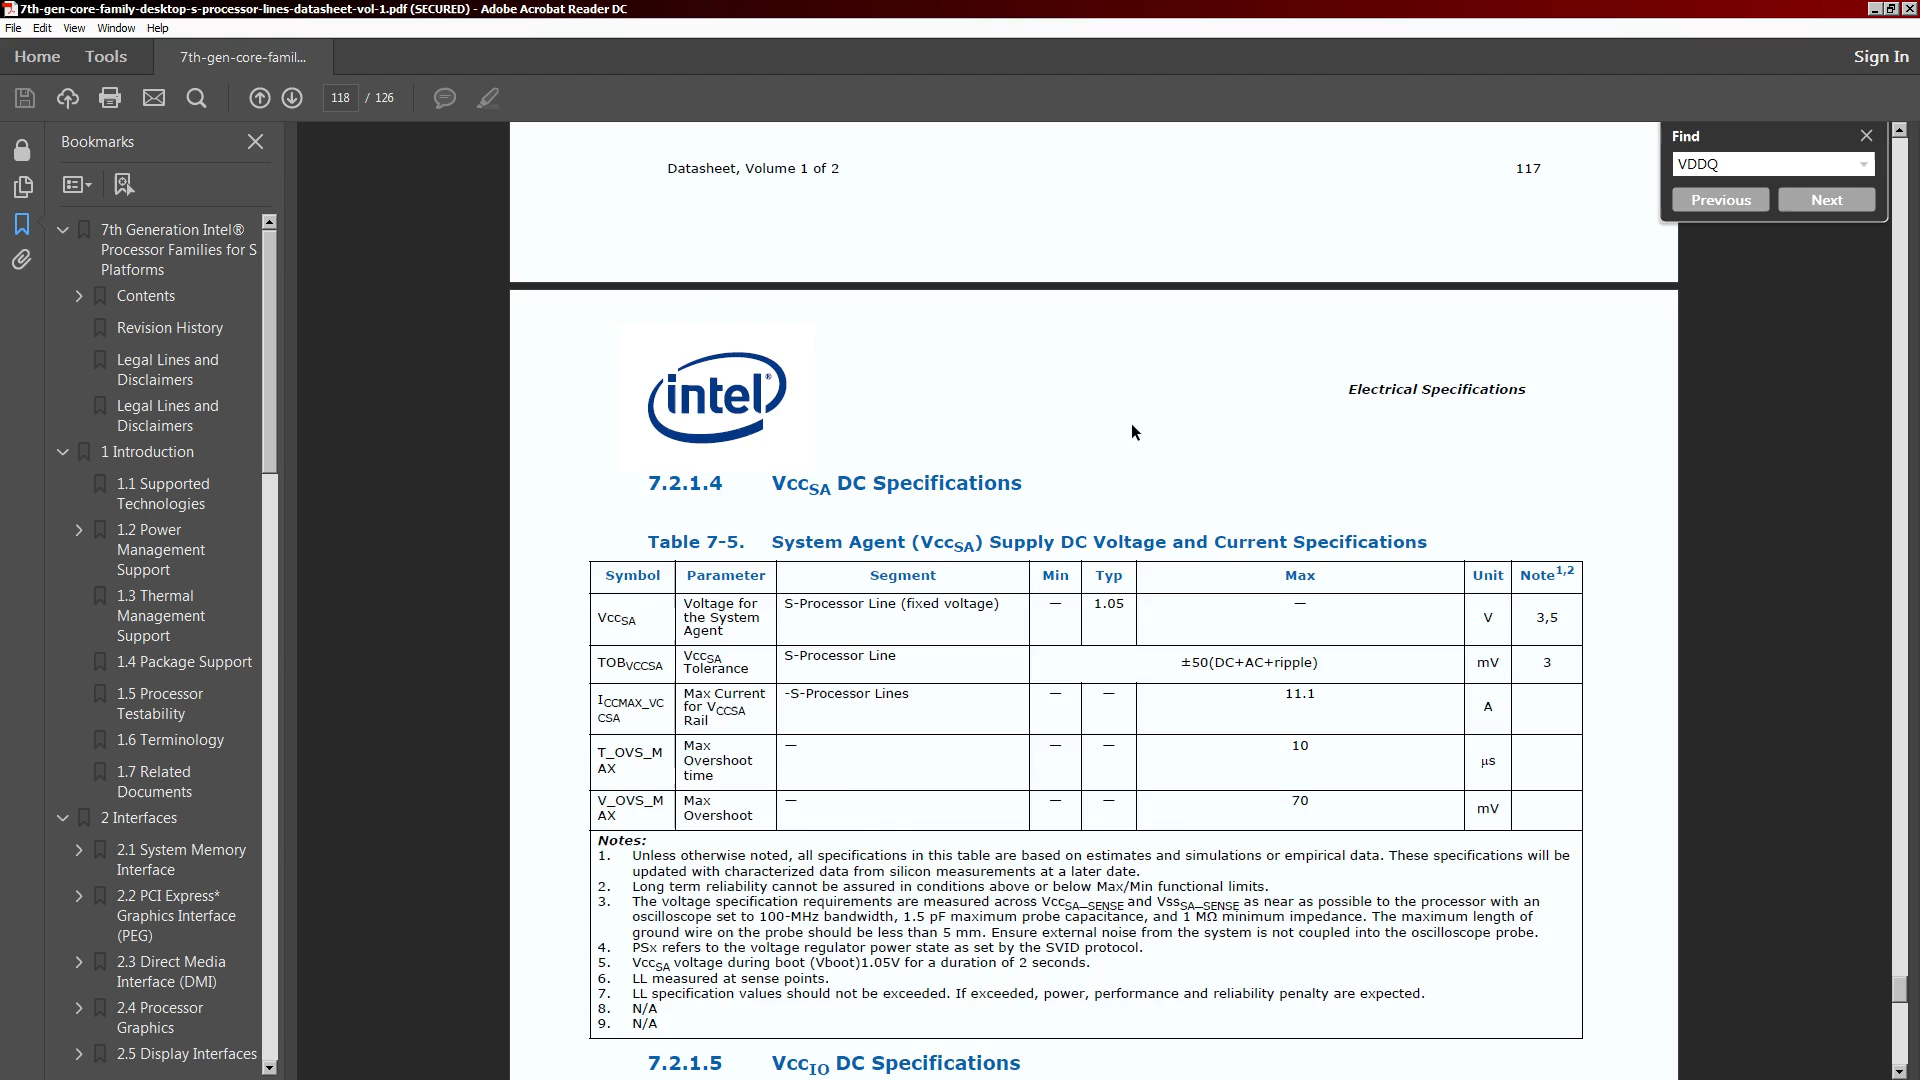 7th-gen-core-family-desktop-s-processor-lines-datasheet-vol-1.pdf (SECURED) - Adobe Acrobat Reader DC
File Edit View Window Help
Home Tools 7th-gen-core-famil... Sign In
118 / 126
Bookmarks
7th Generation Intel®
Processor Families for S
Platforms
Contents
Revision History
Legal Lines and
Disclaimers
Legal Lines and
Disclaimers
1 Introduction
1.1 Supported
Technologies
1.2 Power
Management
Support
1.3 Thermal
Management
Support
1.4 Package Support
1.5 Processor
Testability
1.6 Terminology
1.7 Related
Documents
2 Interfaces
2.1 System Memory
Interface
2.2 PCI Express*
Graphics Interface
(PEG)
2.3 Direct Media
Interface (DMI)
2.4 Processor
Graphics
2.5 Display Interfaces
Find
VDDQ
Previous Next
Datasheet, Volume 1 of 2 117
intel®
Electrical Specifications
7.2.1.4 VccSA DC Specifications
Table 7-5. System Agent (VccSA) Supply DC Voltage and Current Specifications
Symbol Parameter Segment Min Typ Max Unit Note1,2
VccSA Voltage for the System Agent S-Processor Line (fixed voltage) — 1.05 — V 3,5
TOBVCCSA VccSA Tolerance S-Processor Line ±50(DC+AC+ripple) mV 3
ICCMAX_VCCSA Max Current for VCCSA Rail -S-Processor Lines — — 11.1 A
T_OVS_MAX Max Overshoot time — — — 10 µs
V_OVS_MAX Max Overshoot — — — 70 mV
Notes:
1. Unless otherwise noted, all specifications in this table are based on estimates and simulations or empirical data. These specifications will be
updated with characterized data from silicon measurements at a later date.
2. Long term reliability cannot be assured in conditions above or below Max/Min functional limits.
3. The voltage specification requirements are measured across VccSA_SENSE and VssSA_SENSE as near as possible to the processor with an
oscilloscope set to 100-MHz bandwidth, 1.5 pF maximum probe capacitance, and 1 MΩ minimum impedance. The maximum length of
ground wire on the probe should be less than 5 mm. Ensure external noise from the system is not coupled into the oscilloscope probe.
4. PSx refers to the voltage regulator power state as set by the SVID protocol.
5. VccSA voltage during boot (Vboot)1.05V for a duration of 2 seconds.
6. LL measured at sense points.
7. LL specification values should not be exceeded. If exceeded, power, performance and reliability penalty are expected.
8. N/A
9. N/A
7.2.1.5 VccIO DC Specifications